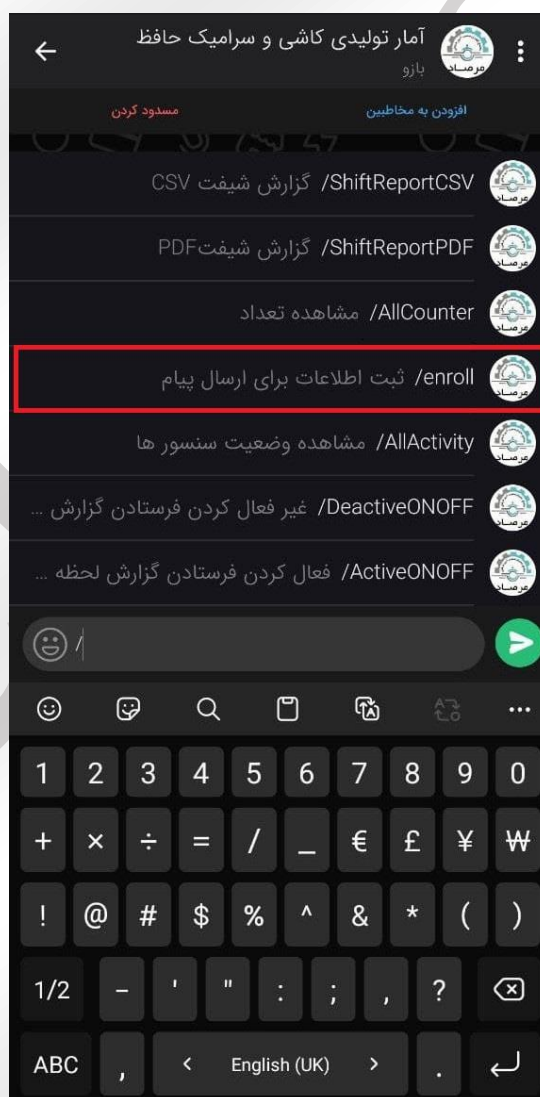 آمار تولیدی کاشی و سرامیک حافظ
بازو
مرصاد
افزودن به مخاطبین
مسدود کردن
/ShiftReportCSV گزارش شیفت CSV
/ShiftReportPDF گزارش شیفتPDF
/AllCounter مشاهده تعداد
/enroll ثبت اطلاعات برای ارسال پیام
/AllActivity مشاهده وضعیت سنسور ها
/DeactiveONOFF غیر فعال کردن فرستادن گزارش ...
/ActiveONOFF فعال کردن فرستادن گزارش لحظه ...
/
1 2 3 4 5 6 7 8 9 0
+ × ÷ = / _ € £ ¥ ₩
! @ # $ % ^ & * ( )
1/2 - ' " : ; , ?
ABC , < English (UK) > .